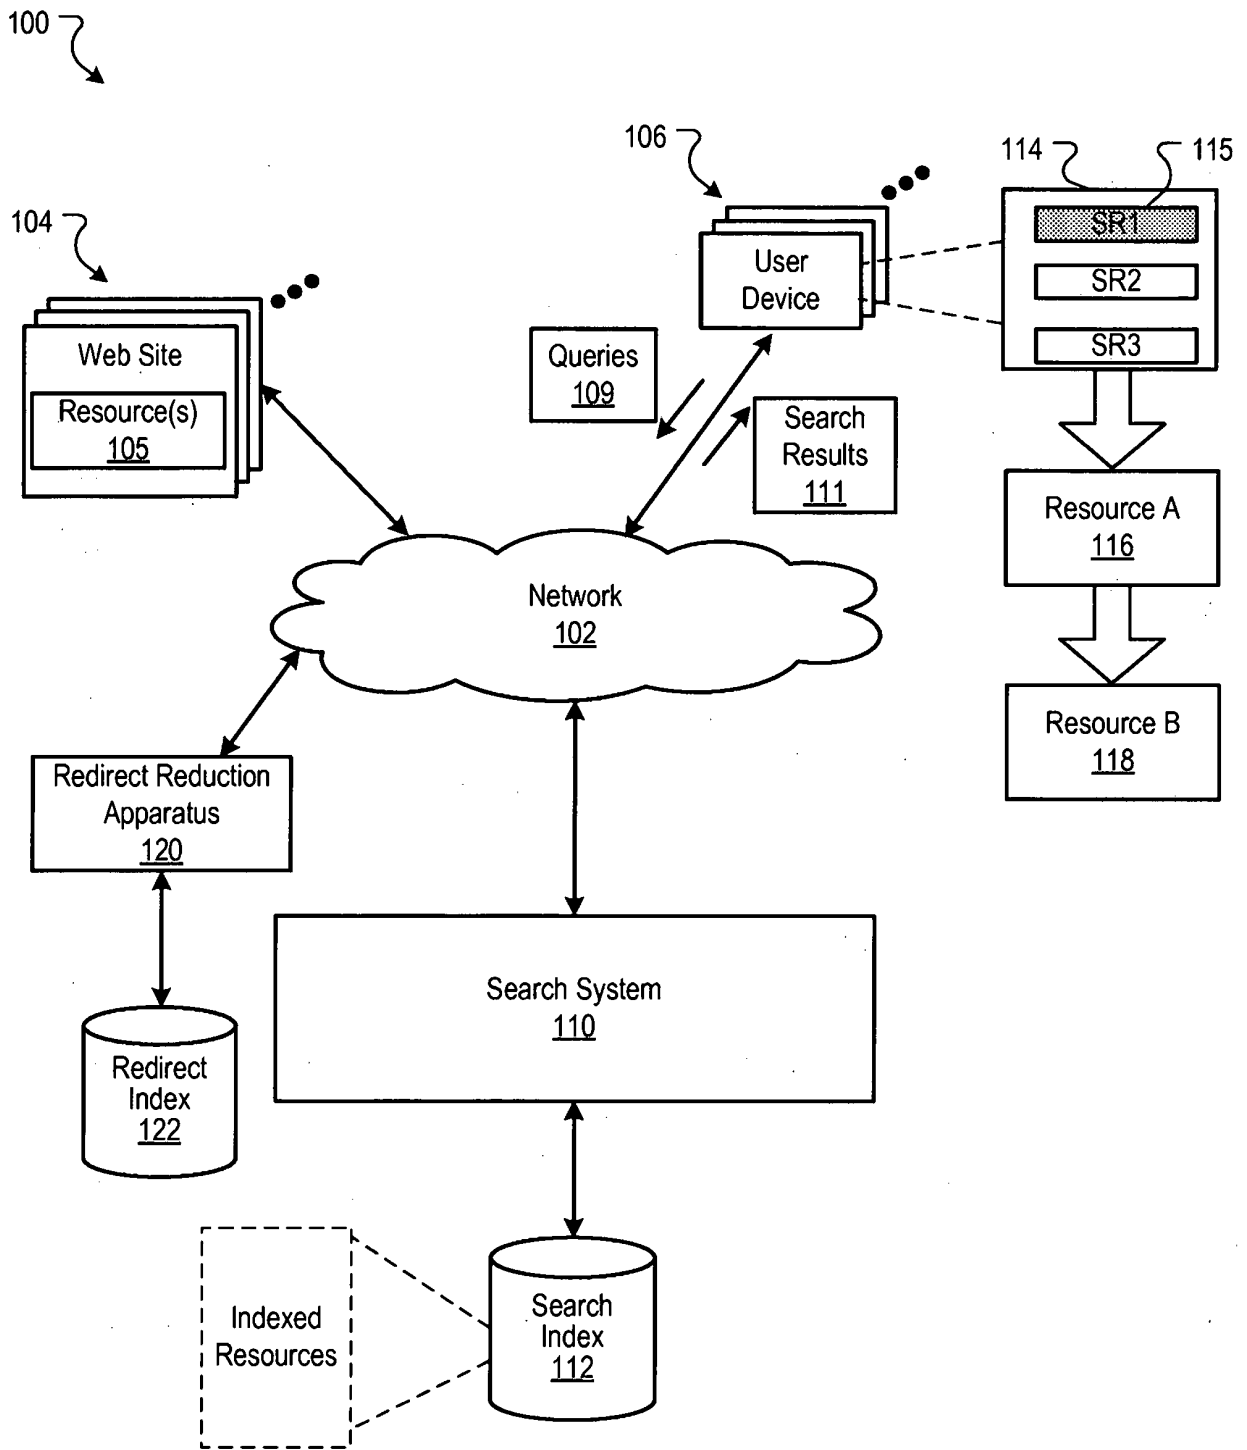 100
106
114
115
104
SR1
SR2
SR3
User
Device
Web Site
Resource(s)
105
Queries
109
Search
Results
111
Resource A
116
Network
102
Resource B
118
Redirect Reduction
Apparatus
120
Search System
110
Redirect
Index
122
Indexed
Resources
Search
Index
112